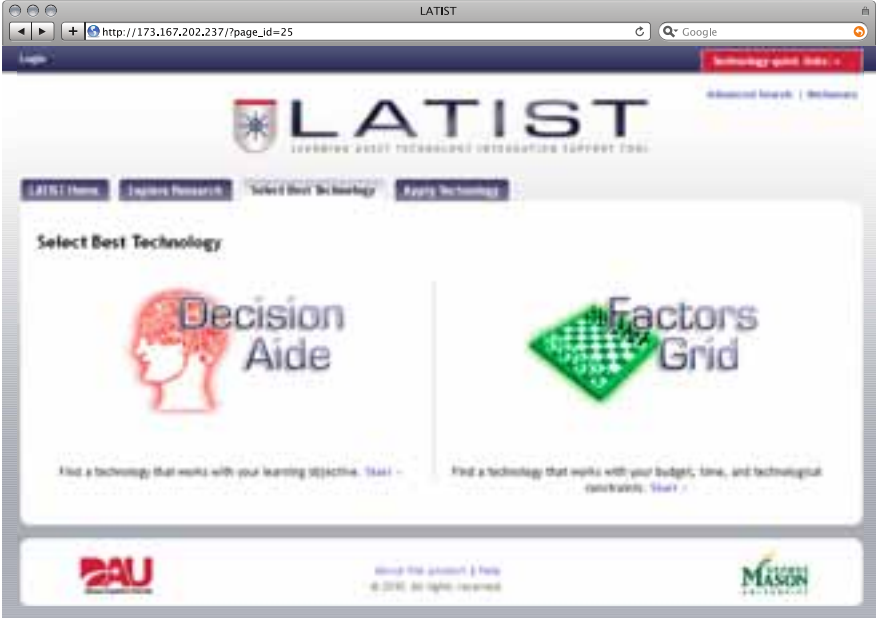 LATIST
http://173.167.202.237/?page_id=25
Google
Login
Technology quick links
Advanced Search | Dictionary
LATIST
LEARNING ASSET TECHNOLOGY INTEGRATION SUPPORT TOOL
LATIST Home
Explore Research
Select Best Technology
Apply Technology
Select Best Technology
Decision
Aide
Factors
Grid
Find a technology that works with your learning objective. Start
Find a technology that works with your budget, time, and technological
constraints. Start
DAU
About this product | Help
© 2010. All rights reserved.
GEORGE
MASON
UNIVERSITY